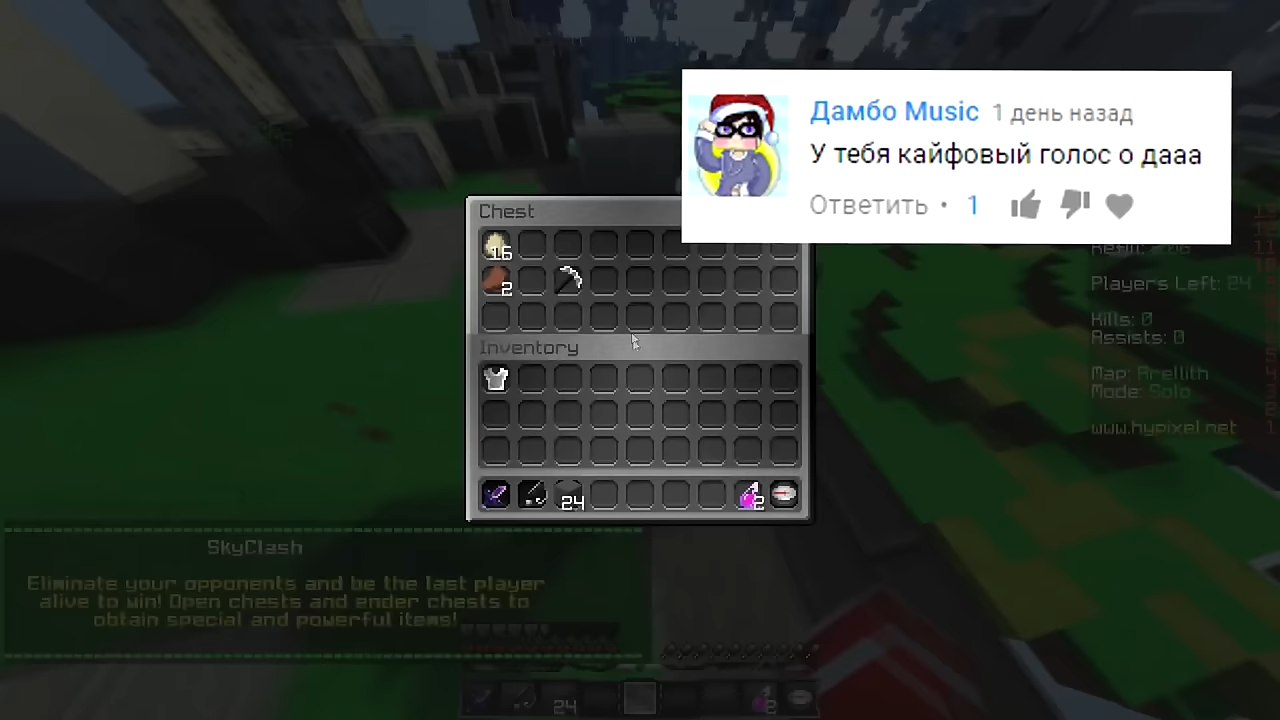 Дамбо Music 1 день назад
У тебя кайфовый голос о дааа
Ответить • 1
Chest
16
2
Inventory
24
2
Players Left: 24
Kills: 0
Assists: 0
Map: Arellith
Mode: Solo
www.hypixel.net
SkyClash
Eliminate your opponents and be the last player
alive to win! Open chests and ender chests to
obtain special and powerful items!
24
2